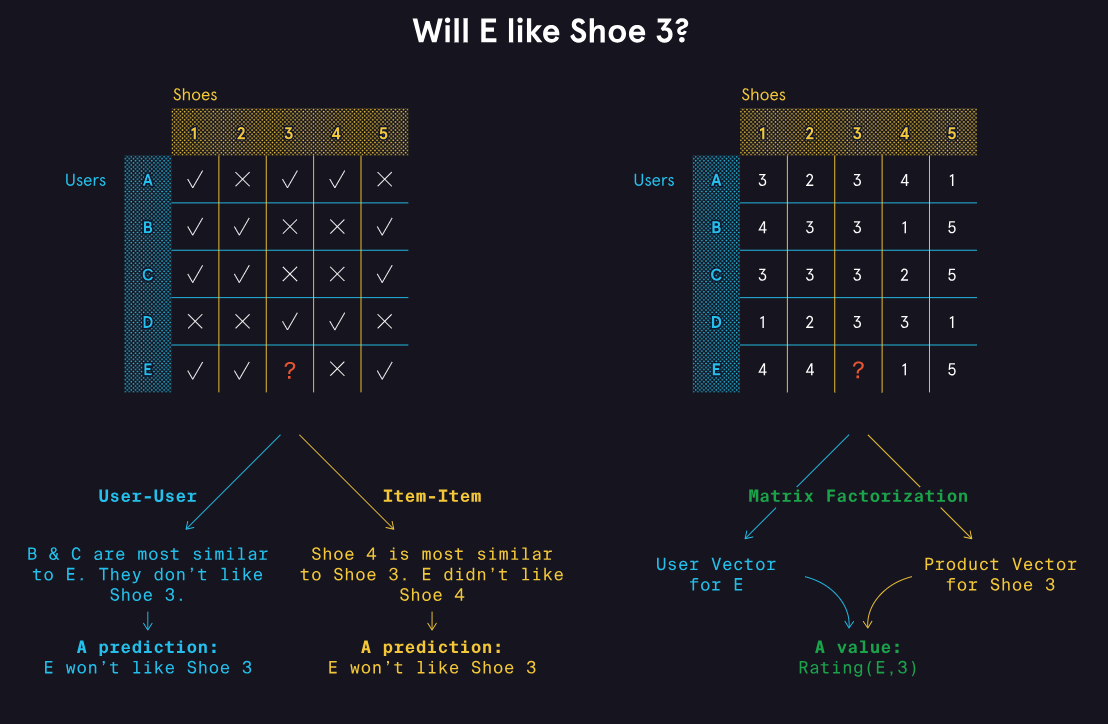 Will E like Shoe 3?
Shoes
1 2 3 4 5
Users
A ✓ ✕ ✓ ✓ ✕
B ✓ ✓ ✕ ✕ ✓
C ✓ ✓ ✕ ✕ ✓
D ✕ ✕ ✓ ✓ ✕
E ✓ ✓ ? ✕ ✓
User-User
B & C are most similar
to E. They don't like
Shoe 3.
A prediction:
E won't like Shoe 3
Item-Item
Shoe 4 is most similar
to Shoe 3. E didn't like
Shoe 4
A prediction:
E won't like Shoe 3
Shoes
1 2 3 4 5
Users
A 3 2 3 4 1
B 4 3 3 1 5
C 3 3 3 2 5
D 1 2 3 3 1
E 4 4 ? 1 5
Matrix Factorization
User Vector
for E
Product Vector
for Shoe 3
A value:
Rating(E,3)